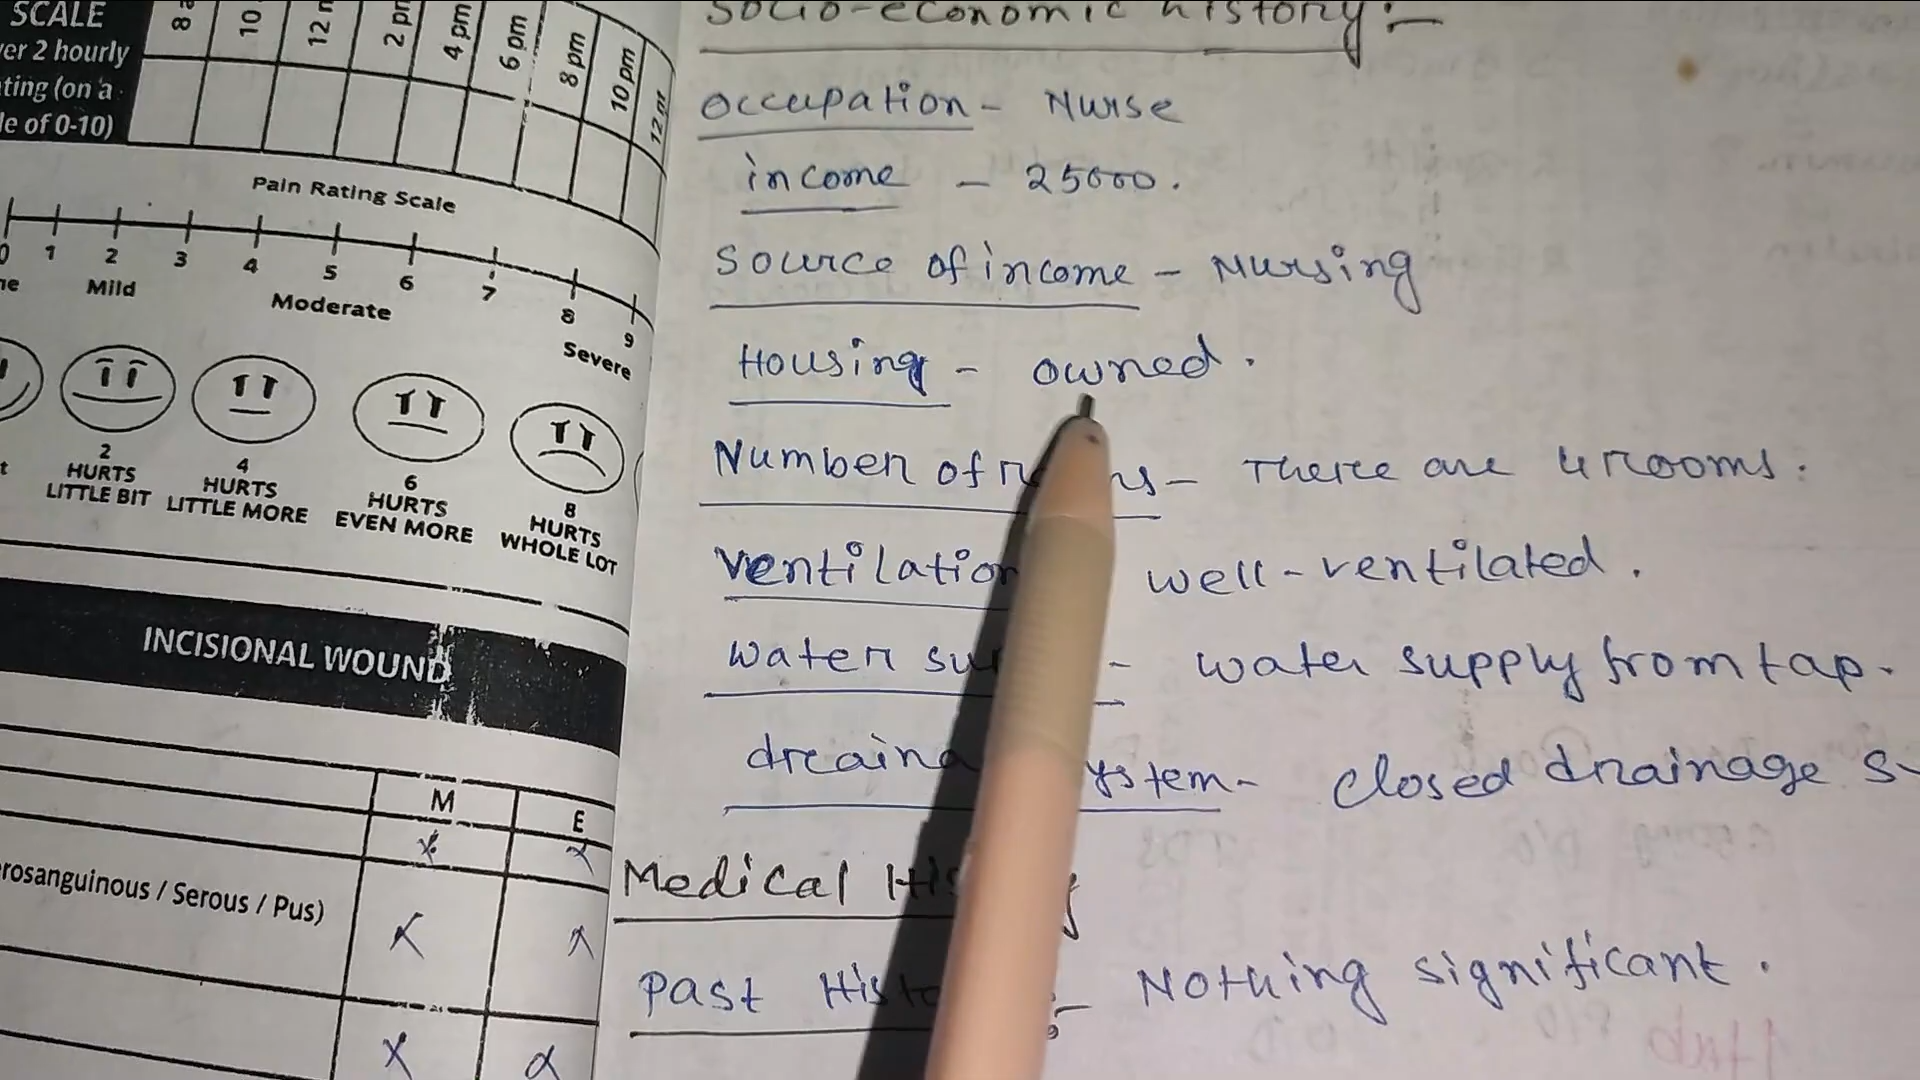 SCALE
er 2 hourly
ting (on a
le of 0-10)
8 a
10
12 n
2 pm
4 pm
6 pm
8 pm
10 pm
12 m
Pain Rating Scale
0 1 2 3 4 5 6 7 8 9
Mild
Moderate
Severe
2
HURTS
LITTLE BIT
4
HURTS
LITTLE MORE
6
HURTS
EVEN MORE
8
HURTS
WHOLE LOT
INCISIONAL WOUND
M E
x x
rosanguinous / Serous / Pus)
Socio-economic history:-
Occupation - Nurse
income - 25000.
Source of income - Nursing
Housing - owned.
Number of - There are 4 rooms.
Ventilation well-ventilated.
water - water supply from tap.
- closed drainage
Medical
Past - Nothing significant.